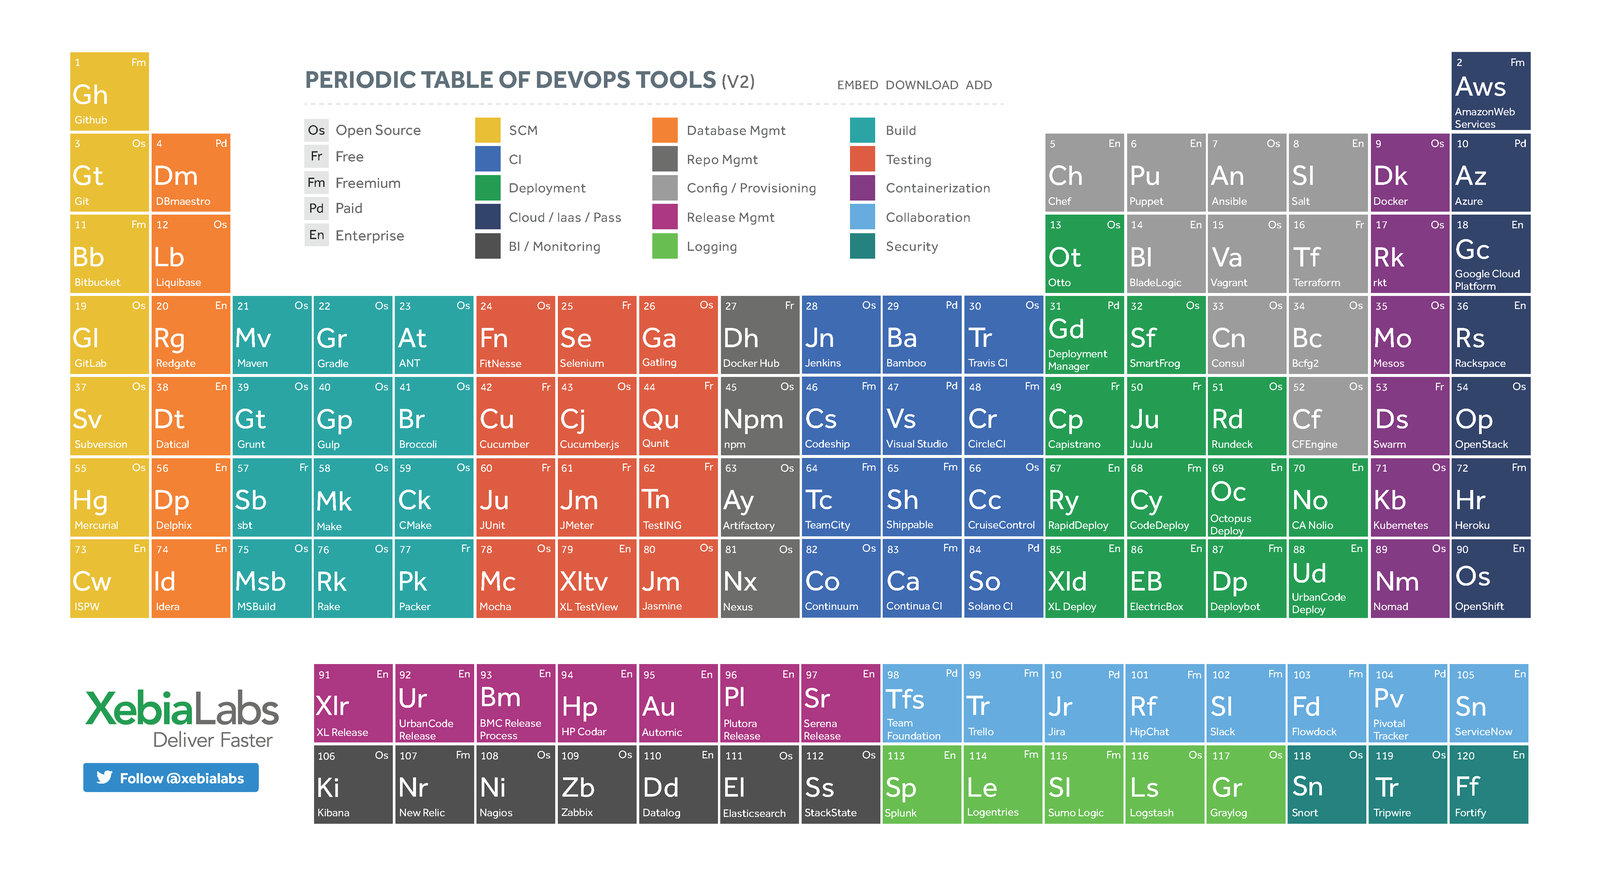 1 Fm
Gh
Github
2 Fm
Aws
AmazonWeb
Services
PERIODIC TABLE OF DEVOPS TOOLS (V2)
EMBED DOWNLOAD ADD
Os Open Source
Fr Free
Fm Freemium
Pd Paid
En Enterprise
SCM
CI
Deployment
Cloud / Iaas / Pass
BI / Monitoring
Database Mgmt
Repo Mgmt
Config / Provisioning
Release Mgmt
Logging
Build
Testing
Containerization
Collaboration
Security
3 Os
Gt
Git
4 Pd
Dm
DBmaestro
5 En
Ch
Chef
6 En
Pu
Puppet
7 Os
An
Ansible
8 En
Sl
Salt
9 Os
Dk
Docker
10 Pd
Az
Azure
11 Fm
Bb
Bitbucket
12 Os
Lb
Liquibase
13 Os
Ot
Otto
14 En
Bl
BladeLogic
15 Os
Va
Vagrant
16 Fr
Tf
Terraform
17 Os
Rk
rkt
18 En
Gc
Google Cloud
Platform
19 Os
Gl
GitLab
20 En
Rg
Redgate
21 Os
Mv
Maven
22 Os
Gr
Gradle
23 Os
At
ANT
24 Os
Fn
FitNesse
25 Fr
Se
Selenium
26 Os
Ga
Gatling
27 Fr
Dh
Docker Hub
28 Os
Jn
Jenkins
29 Pd
Ba
Bamboo
30 Os
Tr
Travis CI
31 Pd
Gd
Deployment
Manager
32 Os
Sf
SmartFrog
33 Os
Cn
Consul
34 Os
Bc
Bcfg2
35 Os
Mo
Mesos
36 En
Rs
Rackspace
37 Os
Sv
Subversion
38 En
Dt
Datical
39 Os
Gt
Grunt
40 Os
Gp
Gulp
41 Os
Br
Broccoli
42 Fr
Cu
Cucumber
43 Os
Cj
Cucumber.js
44 Fr
Qu
Qunit
45 Os
Npm
npm
46 Fm
Cs
Codeship
47 Pd
Vs
Visual Studio
48 Fm
Cr
CircleCI
49 Fr
Cp
Capistrano
50 Fr
Ju
JuJu
51 Os
Rd
Rundeck
52 Os
Cf
CFEngine
53 Fr
Ds
Swarm
54 Os
Op
OpenStack
55 Os
Hg
Mercurial
56 En
Dp
Delphix
57 Fr
Sb
sbt
58 Os
Mk
Make
59 Os
Ck
CMake
60 Fr
Ju
JUnit
61 Fr
Jm
JMeter
62 Fr
Tn
TestING
63 Os
Ay
Artifactory
64 Fm
Tc
TeamCity
65 Fm
Sh
Shippable
66 Os
Cc
CruiseControl
67 En
Ry
RapidDeploy
68 Fm
Cy
CodeDeploy
69 En
Oc
Octopus
Deploy
70 En
No
CA Nolio
71 Os
Kb
Kubernetes
72 Fm
Hr
Heroku
73 En
Cw
ISPW
74 En
Id
Idera
75 Os
Msb
MSBuild
76 Os
Rk
Rake
77 Fr
Pk
Packer
78 Os
Mc
Mocha
79 En
Xltv
XL TestView
80 Os
Jm
Jasmine
81 Os
Nx
Nexus
82 Os
Co
Continuum
83 Fm
Ca
Continua CI
84 Pd
So
Solano CI
85 En
Xld
XL Deploy
86 En
EB
ElectricBox
87 Fm
Dp
Deploybot
88 En
Ud
UrbanCode
Deploy
89 Os
Nm
Nomad
90 En
Os
OpenShift
XebiaLabs
Deliver Faster
Follow @xebialabs
91 En
Xlr
XL Release
92 En
Ur
UrbanCode
Release
93 En
Bm
BMC Release
Process
94 En
Hp
HP Codar
95 En
Au
Automic
96 En
Pl
Plutora
Release
97 En
Sr
Serena
Release
98 Pd
Tfs
Team
Foundation
99 Fm
Tr
Trello
10 Pd
Jr
Jira
101 Fm
Rf
HipChat
102 Fm
Sl
Slack
103 Fm
Fd
Flowdock
104 Pd
Pv
Pivotal
Tracker
105 En
Sn
ServiceNow
106 Os
Ki
Kibana
107 Fm
Nr
New Relic
108 Os
Ni
Nagios
109 Os
Zb
Zabbix
110 En
Dd
Datalog
111 Os
El
Elasticsearch
112 Os
Ss
StackState
113 En
Sp
Splunk
114 Fm
Le
Logentries
115 Fm
Sl
Sumo Logic
116 Os
Ls
Logstash
117 Os
Gr
Graylog
118 Os
Sn
Snort
119 Os
Tr
Tripwire
120 En
Ff
Fortify